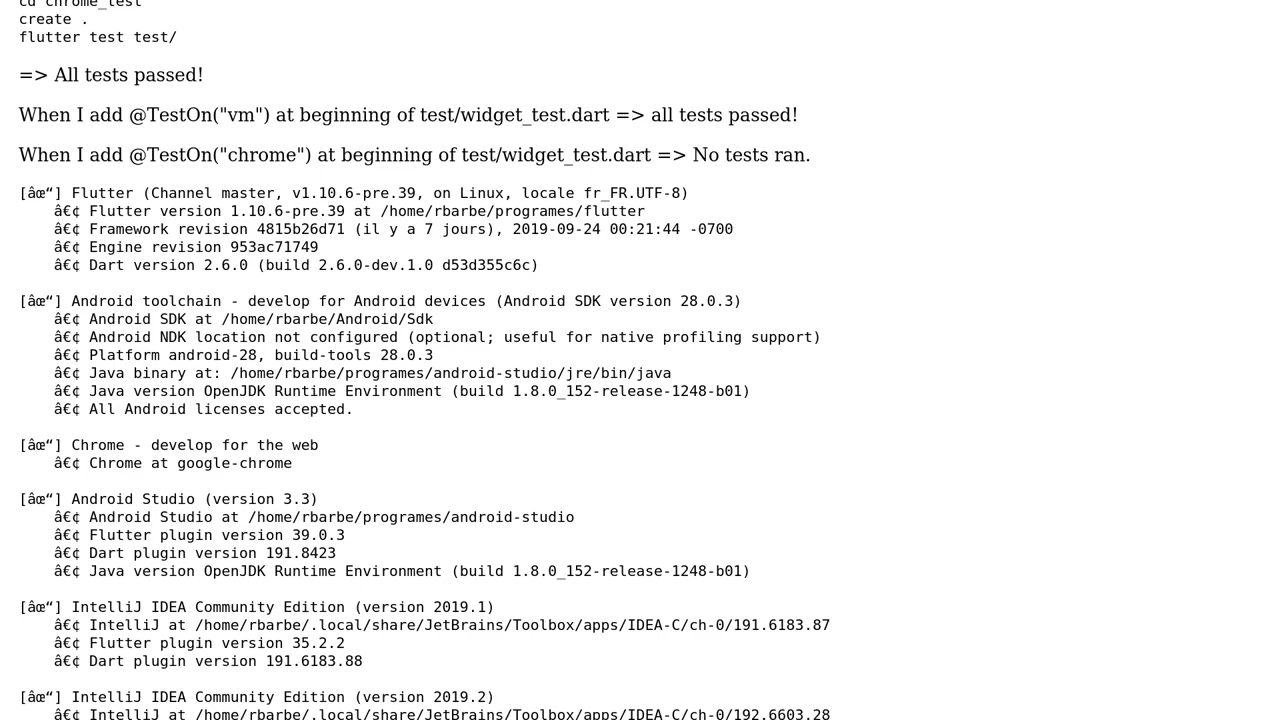 cd chrome_test
create .
flutter test test/
=> All tests passed!
When I add @TestOn("vm") at beginning of test/widget_test.dart => all tests passed!
When I add @TestOn("chrome") at beginning of test/widget_test.dart => No tests ran.
[âœ“] Flutter (Channel master, v1.10.6-pre.39, on Linux, locale fr_FR.UTF-8)
    â€¢ Flutter version 1.10.6-pre.39 at /home/rbarbe/programes/flutter
    â€¢ Framework revision 4815b26d71 (il y a 7 jours), 2019-09-24 00:21:44 -0700
    â€¢ Engine revision 953ac71749
    â€¢ Dart version 2.6.0 (build 2.6.0-dev.1.0 d53d355c6c)
[âœ“] Android toolchain - develop for Android devices (Android SDK version 28.0.3)
    â€¢ Android SDK at /home/rbarbe/Android/Sdk
    â€¢ Android NDK location not configured (optional; useful for native profiling support)
    â€¢ Platform android-28, build-tools 28.0.3
    â€¢ Java binary at: /home/rbarbe/programes/android-studio/jre/bin/java
    â€¢ Java version OpenJDK Runtime Environment (build 1.8.0_152-release-1248-b01)
    â€¢ All Android licenses accepted.
[âœ“] Chrome - develop for the web
    â€¢ Chrome at google-chrome
[âœ“] Android Studio (version 3.3)
    â€¢ Android Studio at /home/rbarbe/programes/android-studio
    â€¢ Flutter plugin version 39.0.3
    â€¢ Dart plugin version 191.8423
    â€¢ Java version OpenJDK Runtime Environment (build 1.8.0_152-release-1248-b01)
[âœ“] IntelliJ IDEA Community Edition (version 2019.1)
    â€¢ IntelliJ at /home/rbarbe/.local/share/JetBrains/Toolbox/apps/IDEA-C/ch-0/191.6183.87
    â€¢ Flutter plugin version 35.2.2
    â€¢ Dart plugin version 191.6183.88
[âœ“] IntelliJ IDEA Community Edition (version 2019.2)
    â€¢ IntelliJ at /home/rbarbe/.local/share/JetBrains/Toolbox/apps/IDEA-C/ch-0/192.6603.28